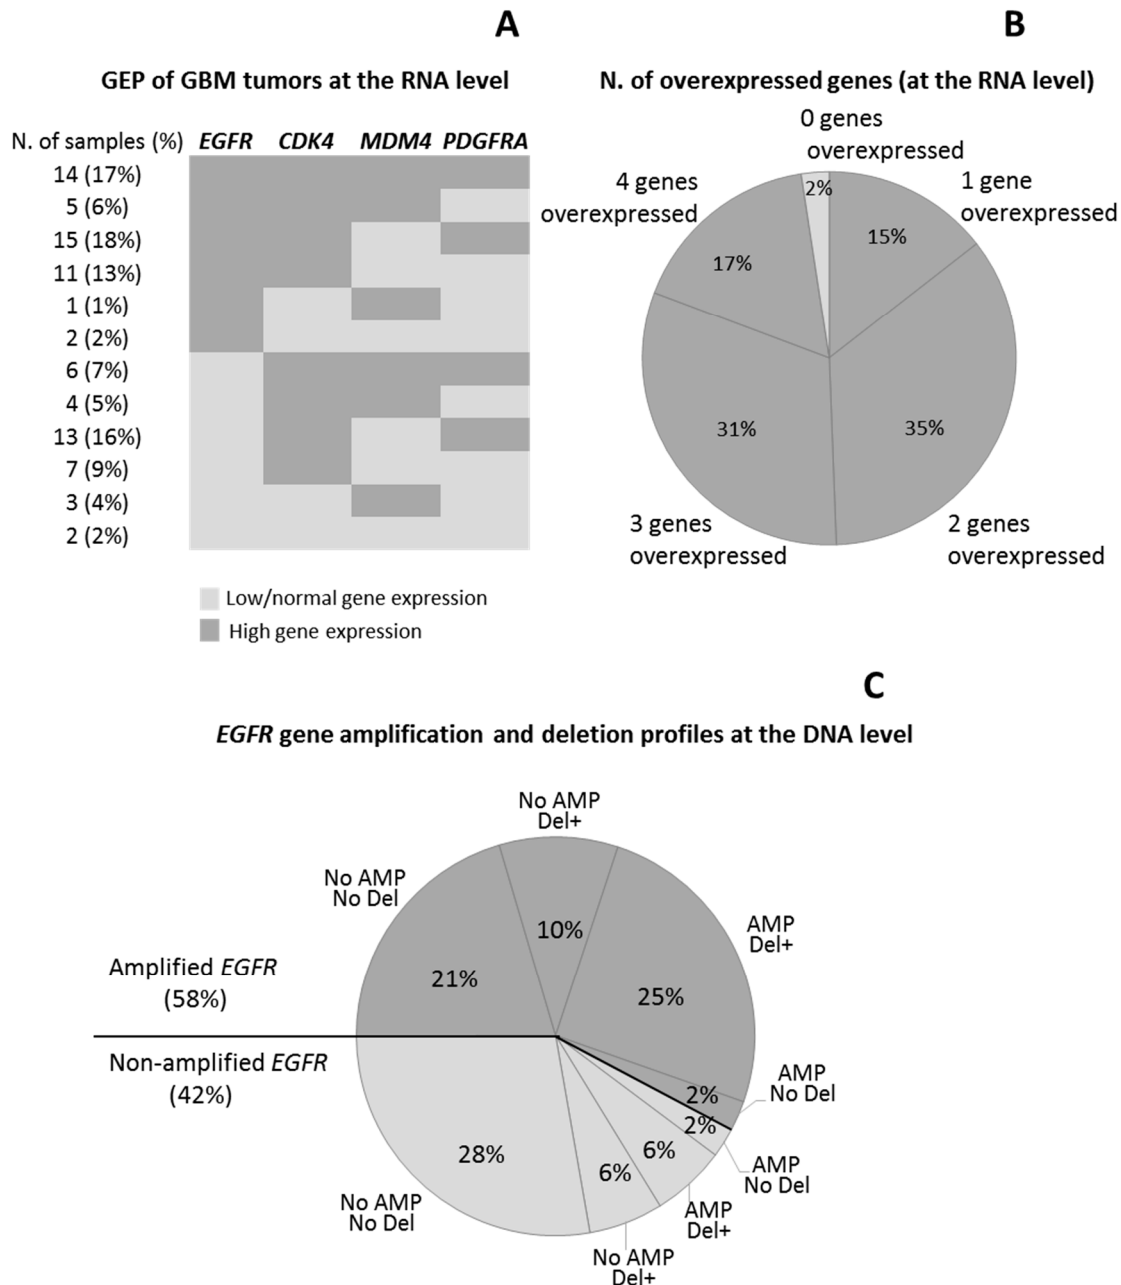 A
B
GEP of GBM tumors at the RNA level
N. of overexpressed genes (at the RNA level)
N. of samples (%) EGFR CDK4 MDM4 PDGFRA
14 (17%)
5 (6%)
15 (18%)
11 (13%)
1 (1%)
2 (2%)
6 (7%)
4 (5%)
13 (16%)
7 (9%)
3 (4%)
2 (2%)
Low/normal gene expression
High gene expression
0 genes
overexpressed
4 genes
overexpressed
1 gene
overexpressed
2%
15%
17%
31%
35%
3 genes
overexpressed
2 genes
overexpressed
C
EGFR gene amplification and deletion profiles at the DNA level
No AMP
Del+
No AMP
No Del
AMP
Del+
10%
21%
25%
Amplified EGFR
(58%)
Non-amplified EGFR
(42%)
2%
AMP
No Del
2%
6%
6%
28%
AMP
No Del
AMP
Del+
No AMP
No Del
No AMP
Del+